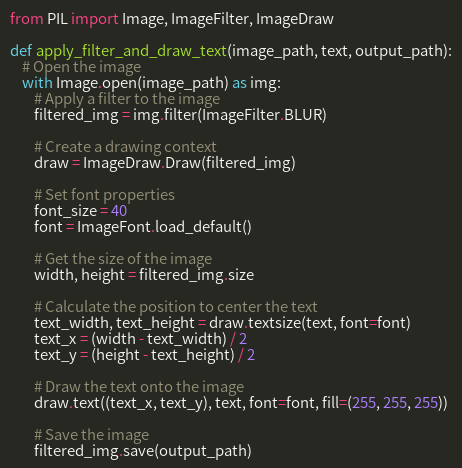 from PIL import Image, ImageFilter, ImageDraw

def apply_filter_and_draw_text(image_path, text, output_path):
    # Open the image
    with Image.open(image_path) as img:
        # Apply a filter to the image
        filtered_img = img.filter(ImageFilter.BLUR)

        # Create a drawing context
        draw = ImageDraw.Draw(filtered_img)

        # Set font properties
        font_size = 40
        font = ImageFont.load_default()

        # Get the size of the image
        width, height = filtered_img.size

        # Calculate the position to center the text
        text_width, text_height = draw.textsize(text, font=font)
        text_x = (width - text_width) / 2
        text_y = (height - text_height) / 2

        # Draw the text onto the image
        draw.text((text_x, text_y), text, font=font, fill=(255, 255, 255))

        # Save the image
        filtered_img.save(output_path)